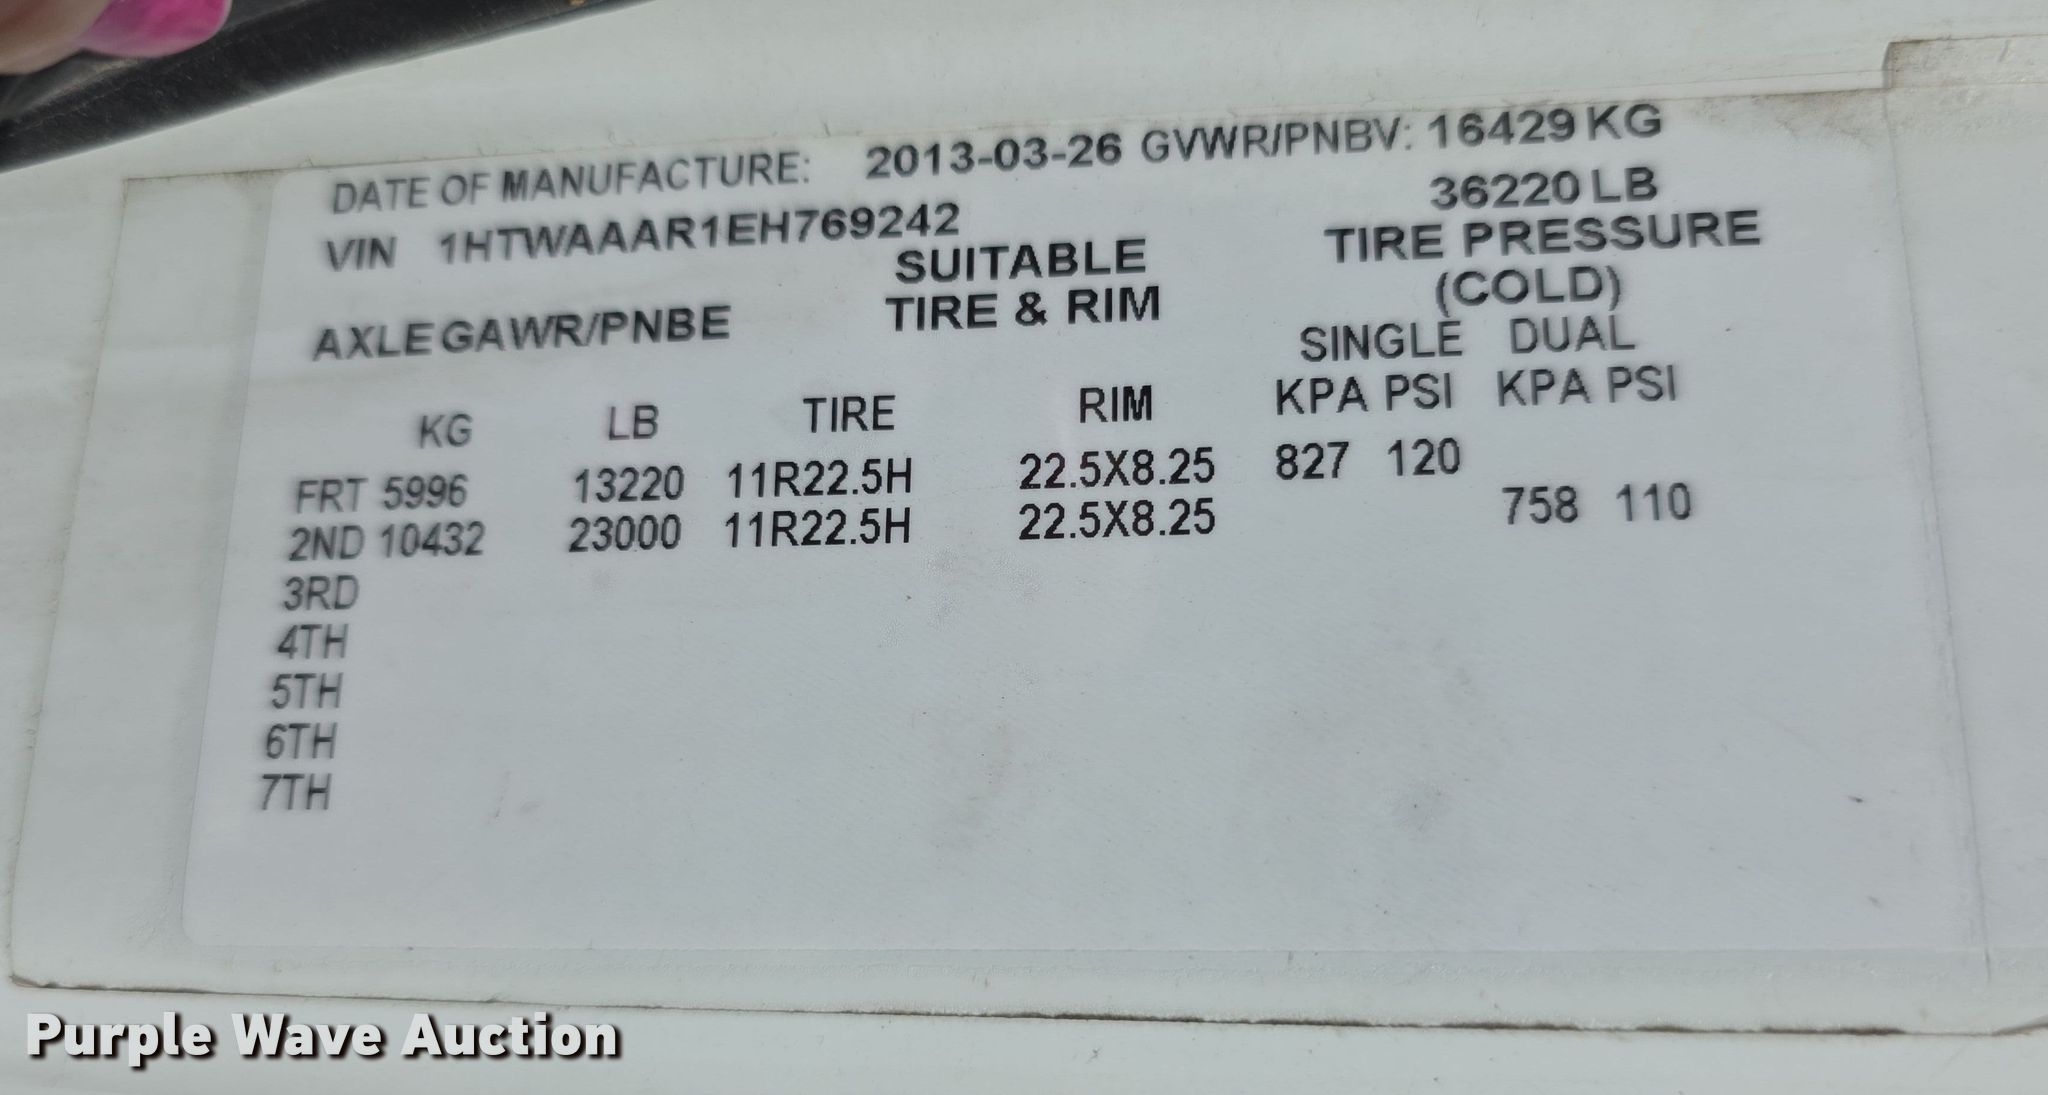 DATE OF MANUFACTURE: 2013-03-26 GVWR/PNBV: 16429 KG
36220 LB
VIN 1HTWAAAR1EH769242
SUITABLE TIRE PRESSURE
AXLE GAWR/PNBE TIRE & RIM (COLD)
SINGLE DUAL
KG LB TIRE RIM KPA PSI KPA PSI
FRT 5996 13220 11R22.5H 22.5X8.25 827 120
2ND 10432 23000 11R22.5H 22.5X8.25 758 110
3RD
4TH
5TH
6TH
7TH
Purple Wave Auction